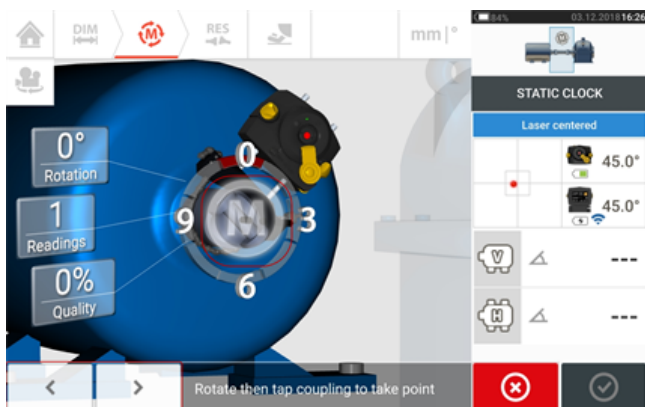 DIM
M
RES
mm | °
84%
03.12.2018 16:26
M
STATIC CLOCK
Laser centered
45.0°
45.0°
V
---
H
---
0°
Rotation
1
Readings
0%
Quality
0
3
6
9
M
<
>
Rotate then tap coupling to take point